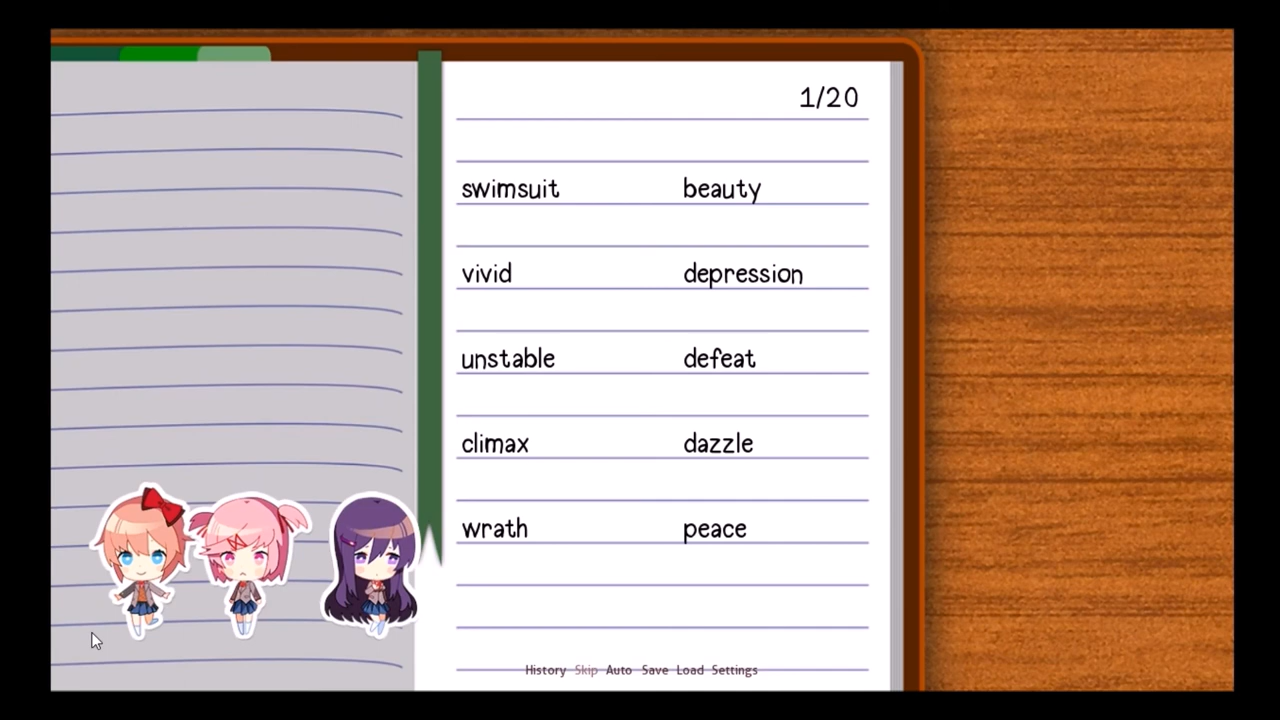 1/20
swimsuit beauty
vivid depression
unstable defeat
climax dazzle
wrath peace
History Skip Auto Save Load Settings